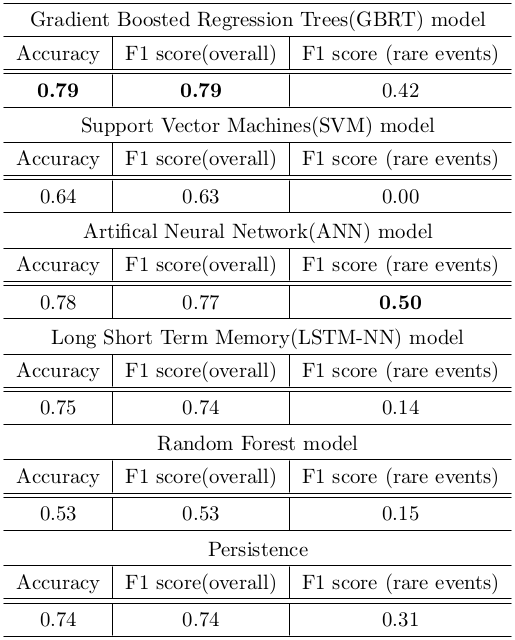 Gradient Boosted Regression Trees(GBRT) model
Accuracy F1 score(overall) F1 score (rare events)
0.79 0.79 0.42
Support Vector Machines(SVM) model
Accuracy F1 score(overall) F1 score (rare events)
0.64 0.63 0.00
Artifical Neural Network(ANN) model
Accuracy F1 score(overall) F1 score (rare events)
0.78 0.77 0.50
Long Short Term Memory(LSTM-NN) model
Accuracy F1 score(overall) F1 score (rare events)
0.75 0.74 0.14
Random Forest model
Accuracy F1 score(overall) F1 score (rare events)
0.53 0.53 0.15
Persistence
Accuracy F1 score(overall) F1 score (rare events)
0.74 0.74 0.31